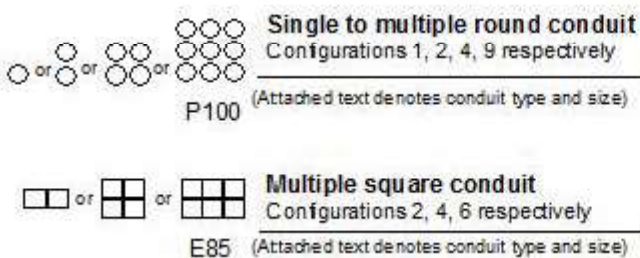 Single to multiple round conduit
or or or Configurations 1, 2, 4, 9 respectively
P100 (Attached text denotes conduit type and size)
Multiple square conduit
or or Configurations 2, 4, 6 respectively
E85 (Attached text denotes conduit type and size)